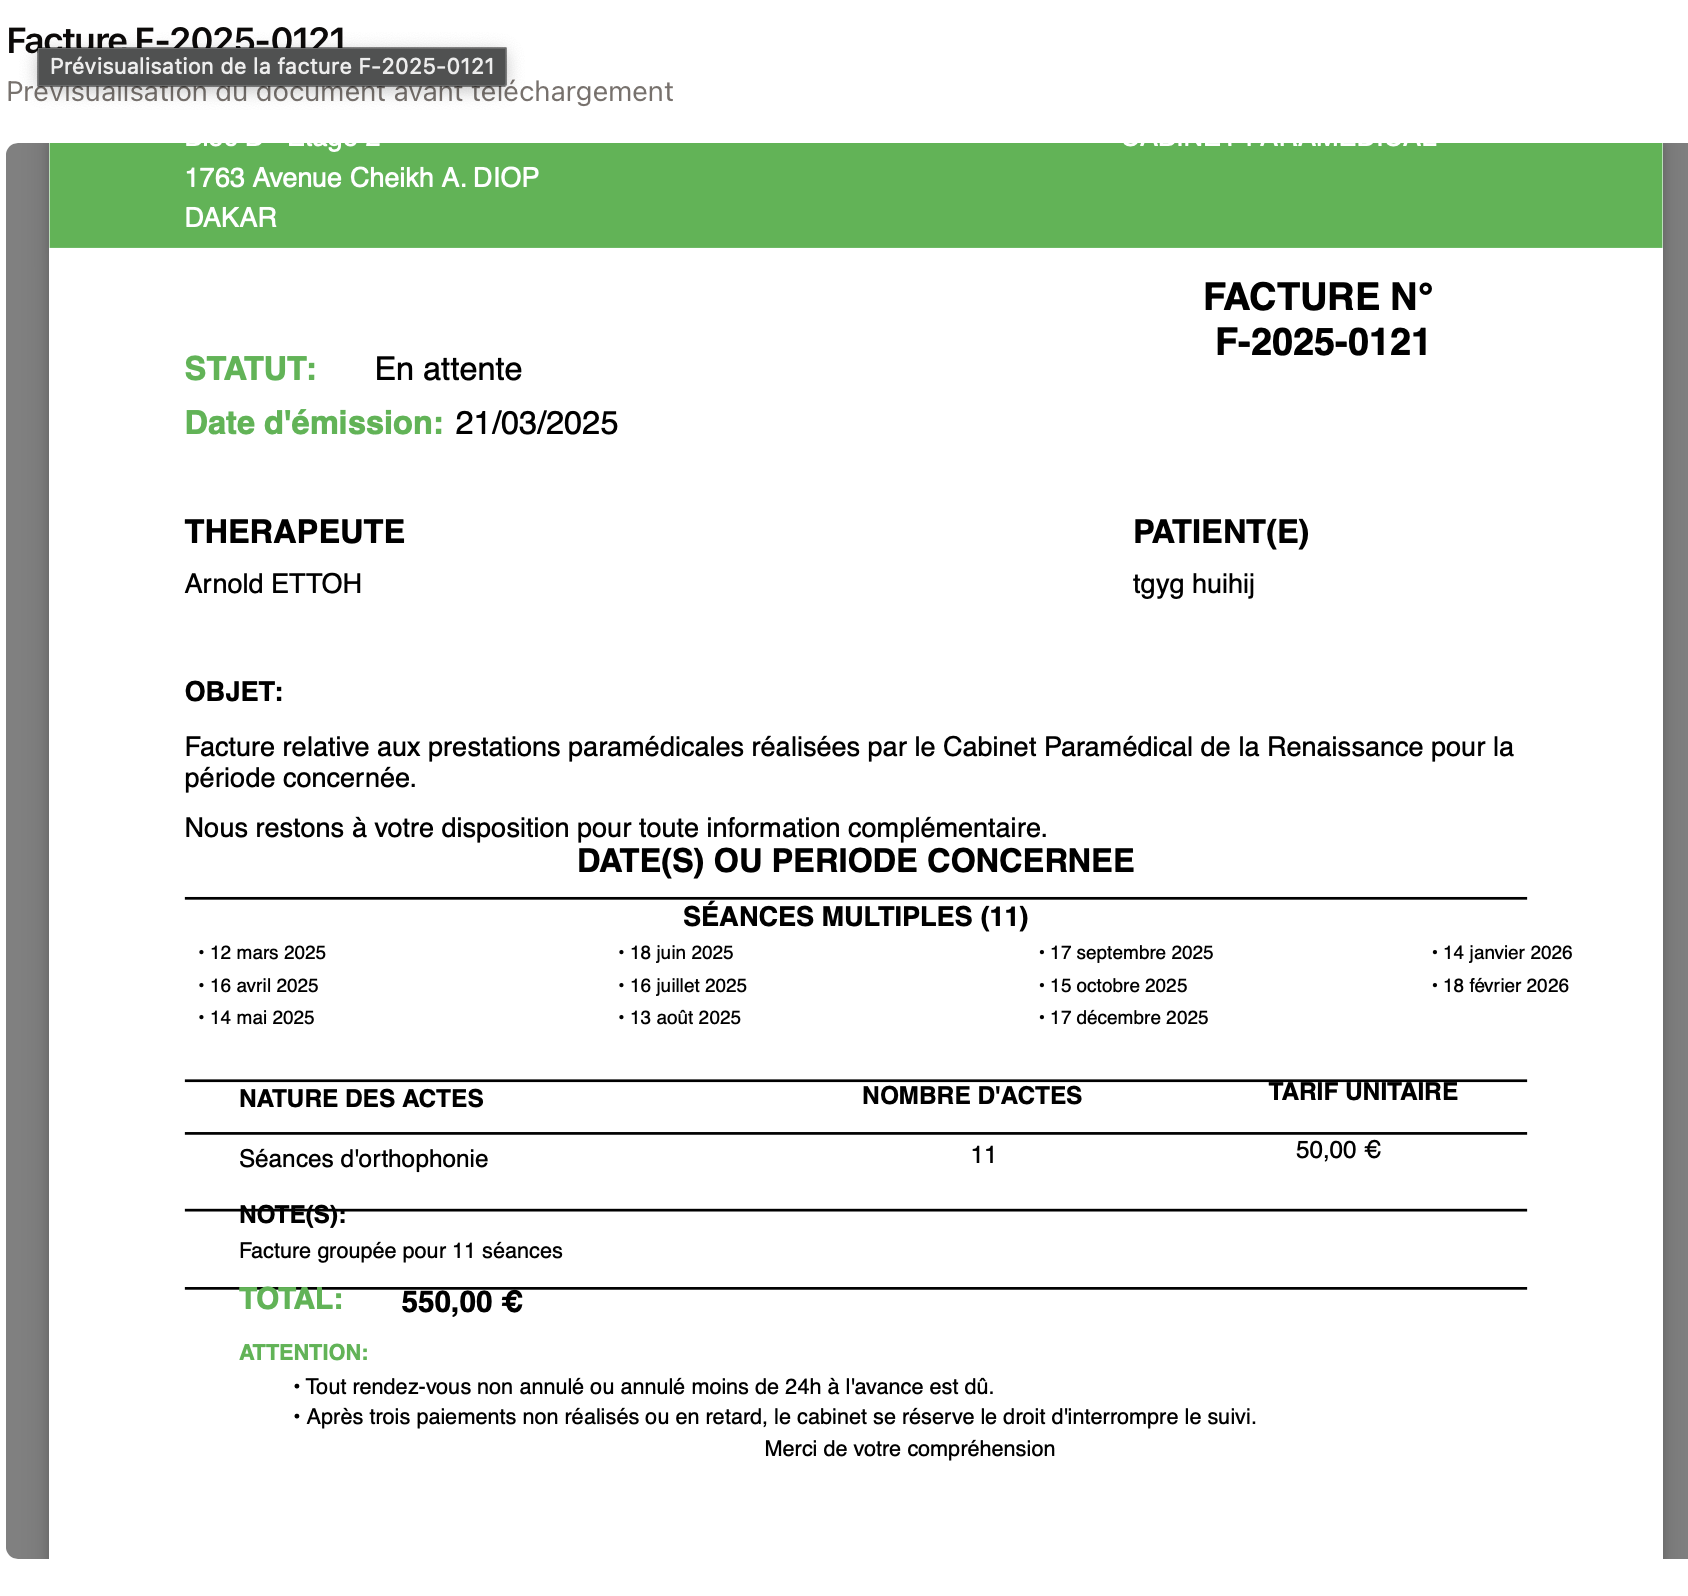 Facture F-2025-0121
Prévisualisation de la facture F-2025-0121
Prévisualisation du document avant téléchargement
Bloc B - Etage 2
CABINET PARAMEDICAL
1763 Avenue Cheikh A. DIOP
DAKAR
FACTURE N°
F-2025-0121
STATUT: En attente
Date d'émission: 21/03/2025
THERAPEUTE
Arnold ETTOH
PATIENT(E)
tgyg huihij
OBJET:
Facture relative aux prestations paramédicales réalisées par le Cabinet Paramédical de la Renaissance pour la
période concernée.
Nous restons à votre disposition pour toute information complémentaire.
DATE(S) OU PERIODE CONCERNEE
SÉANCES MULTIPLES (11)
• 12 mars 2025 • 18 juin 2025 • 17 septembre 2025 • 14 janvier 2026
• 16 avril 2025 • 16 juillet 2025 • 15 octobre 2025 • 18 février 2026
• 14 mai 2025 • 13 août 2025 • 17 décembre 2025
NATURE DES ACTES NOMBRE D'ACTES TARIF UNITAIRE
Séances d'orthophonie 11 50,00 €
NOTE(S):
Facture groupée pour 11 séances
TOTAL: 550,00 €
ATTENTION:
• Tout rendez-vous non annulé ou annulé moins de 24h à l'avance est dû.
• Après trois paiements non réalisés ou en retard, le cabinet se réserve le droit d'interrompre le suivi.
Merci de votre compréhension